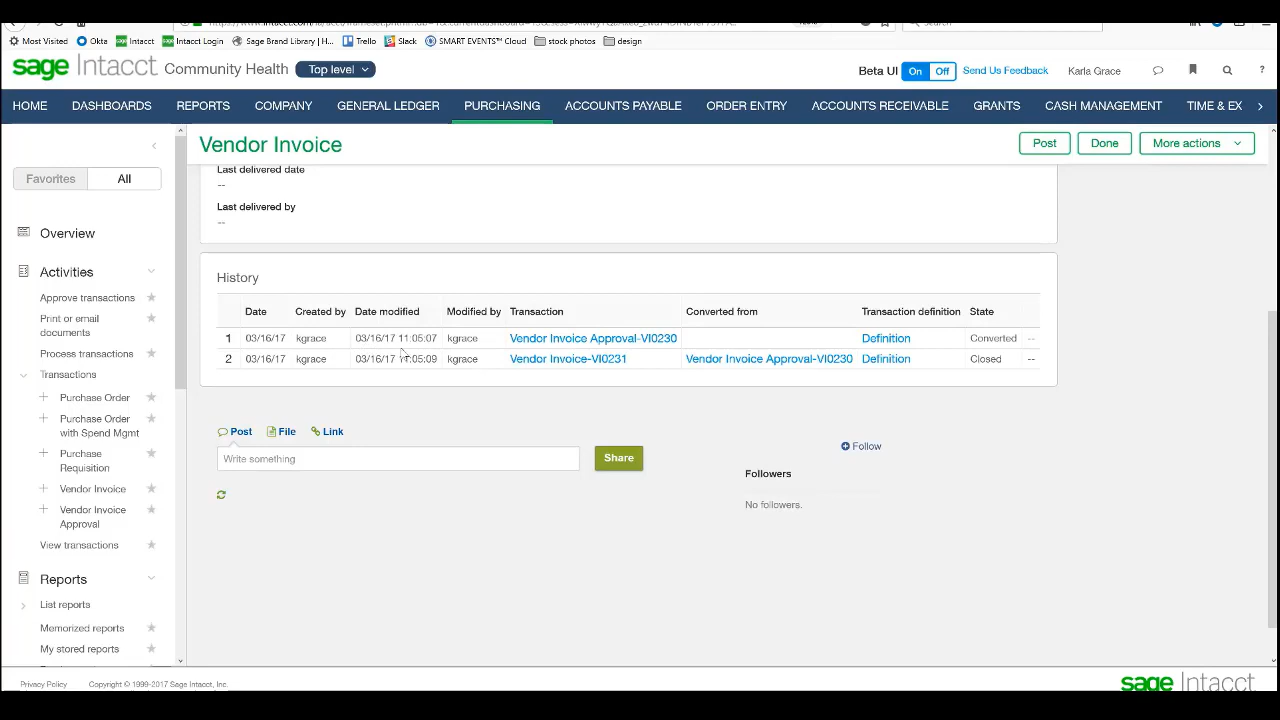 Most Visited Okta Intacct Intacct Login Sage Brand Library | H... Trello Slack SMART EVENTS™ Cloud stock photos design
sage Intacct Community Health Top level Beta UI On Off Send Us Feedback Karla Grace ?
HOME DASHBOARDS REPORTS COMPANY GENERAL LEDGER PURCHASING ACCOUNTS PAYABLE ORDER ENTRY ACCOUNTS RECEIVABLE GRANTS CASH MANAGEMENT TIME & EX
Vendor Invoice Post Done More actions
Favorites All
Overview
Activities
Approve transactions
Print or email
documents
Process transactions
Transactions
Purchase Order
Purchase Order
with Spend Mgmt
Purchase
Requisition
Vendor Invoice
Vendor Invoice
Approval
View transactions
Reports
List reports
Memorized reports
My stored reports
Last delivered date
--
Last delivered by
--
History
Date Created by Date modified Modified by Transaction Converted from Transaction definition State
1 03/16/17 kgrace 03/16/17 11:05:07 kgrace Vendor Invoice Approval-VI0230 Definition Converted --
2 03/16/17 kgrace 03/16/17 11:05:09 kgrace Vendor Invoice-VI0231 Vendor Invoice Approval-VI0230 Definition Closed --
Post File Link
Write something Share
Follow
Followers
No followers.
Privacy Policy Copyright © 1999-2017 Sage Intacct, Inc. sage Intacct